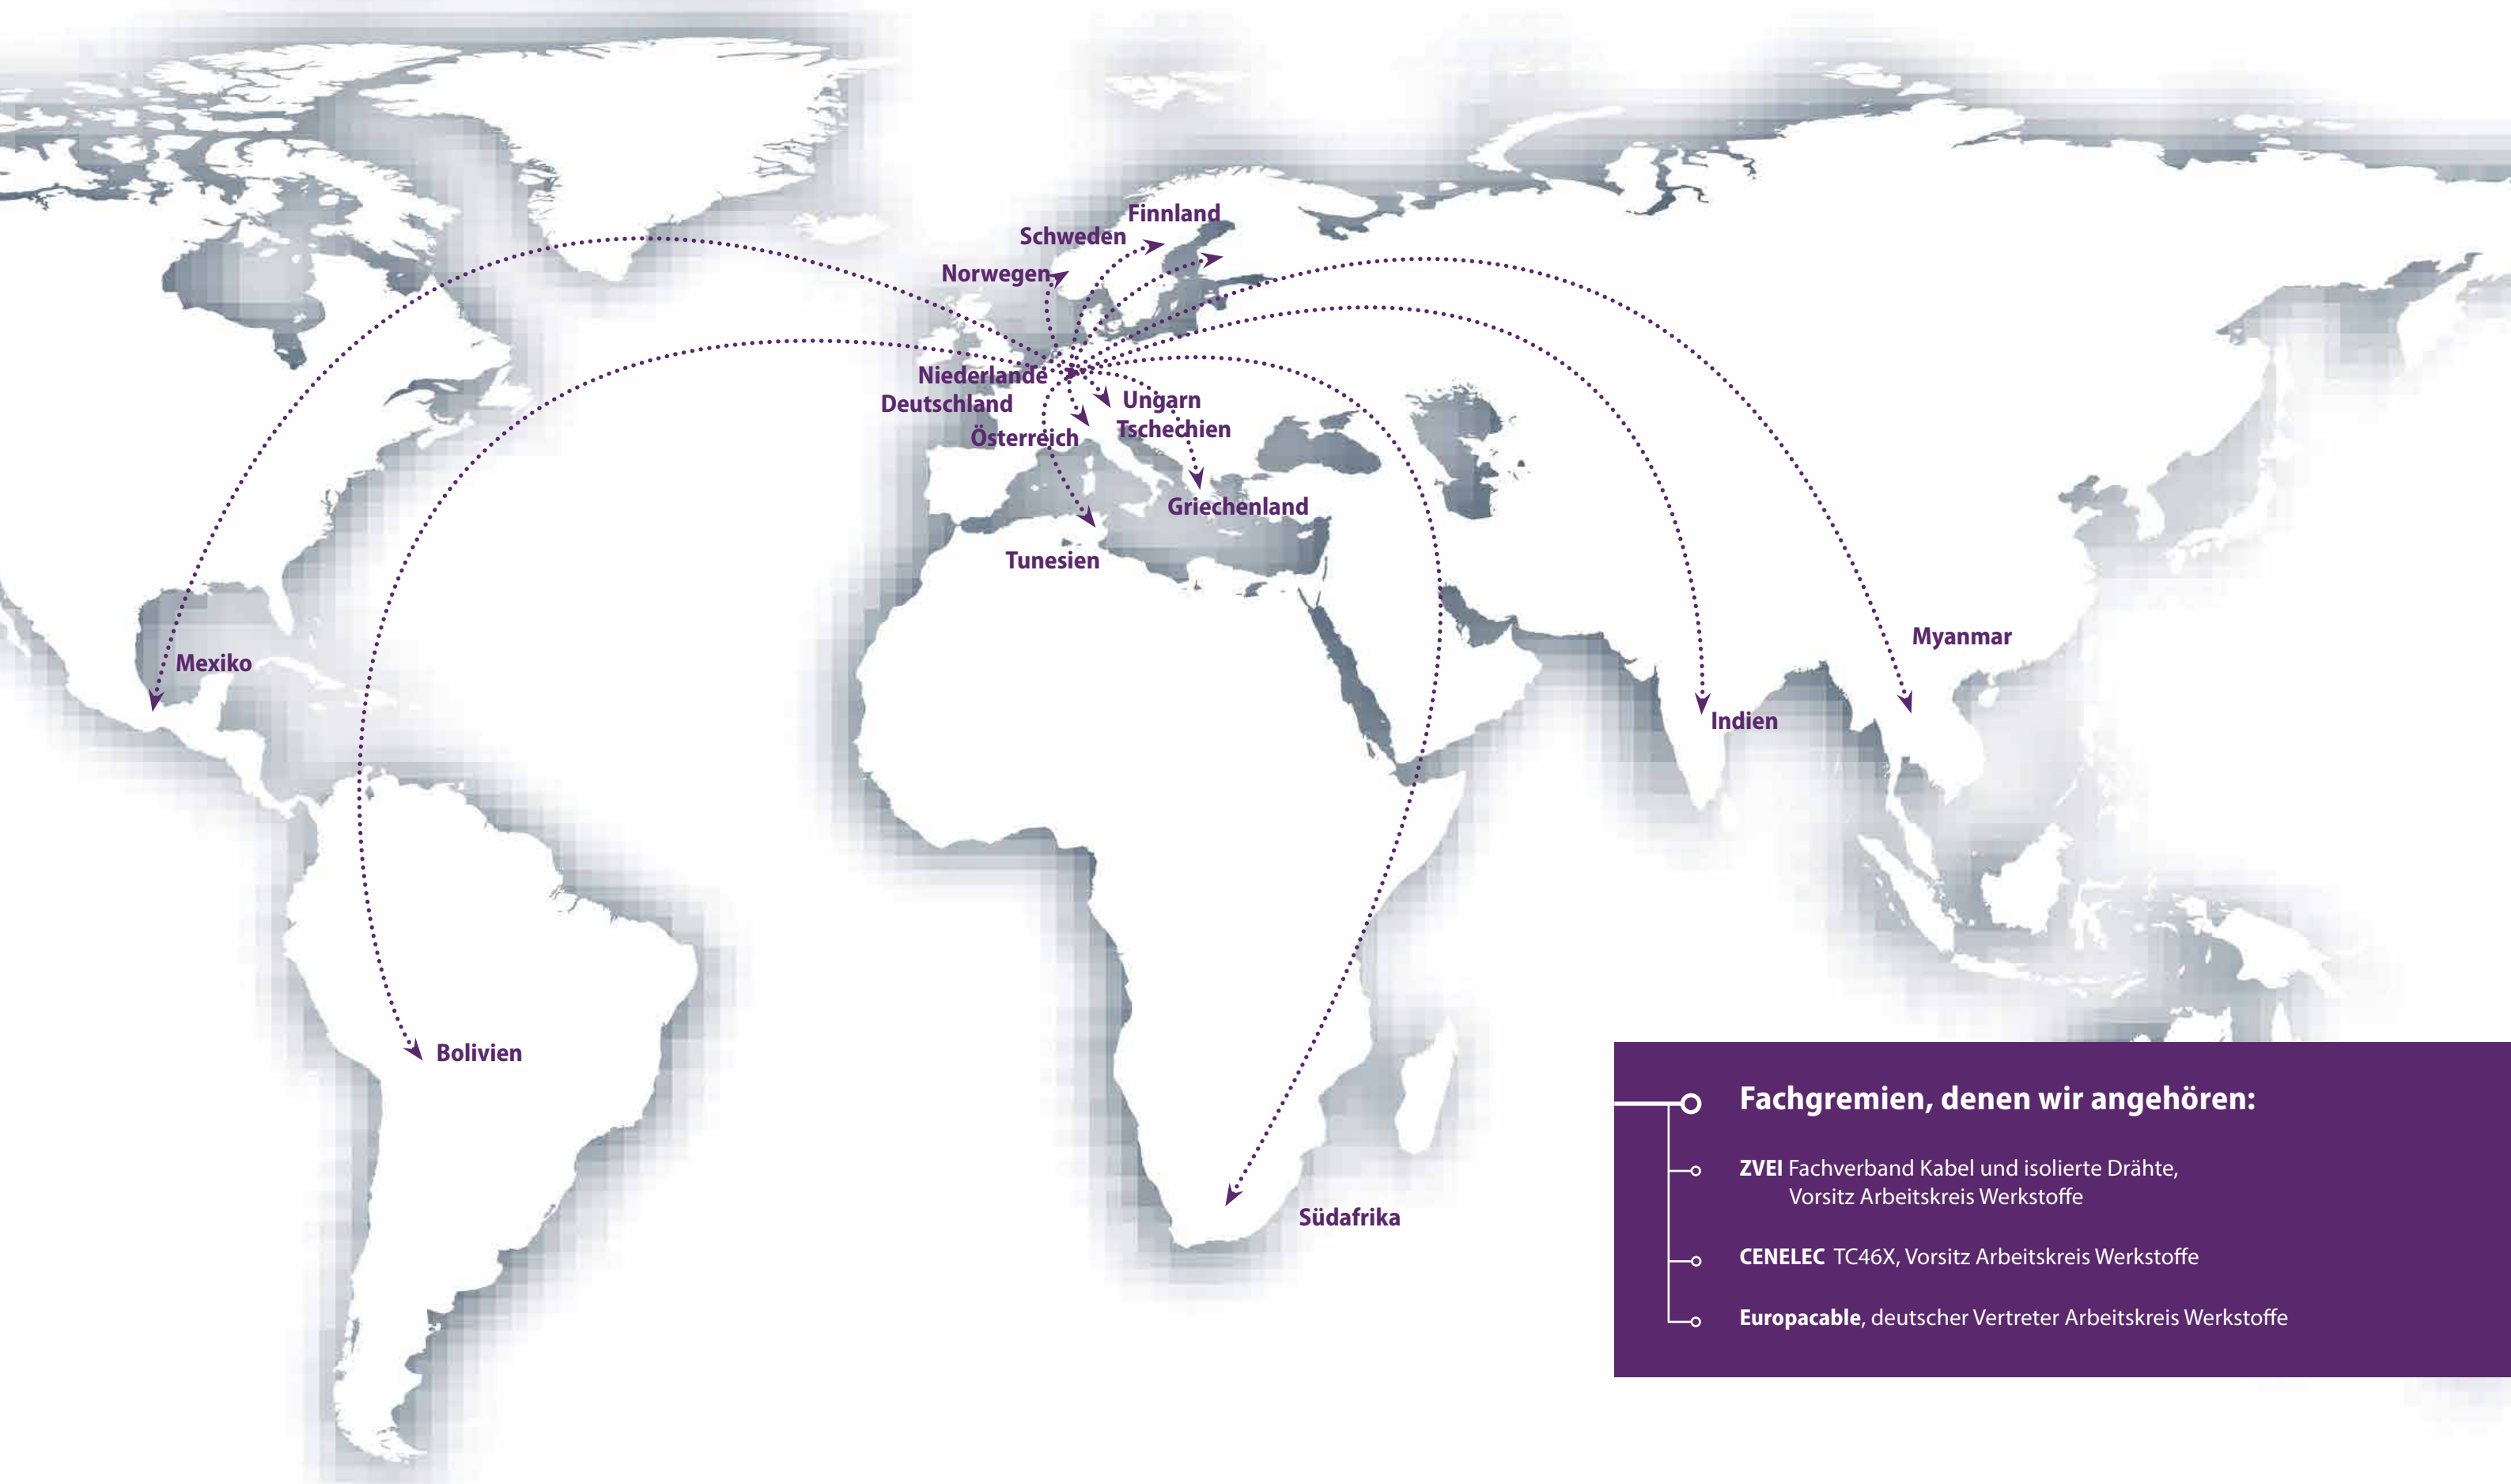 Finnland
Schweden
Norwegen
Niederlande
Deutschland
Ungarn
Österreich
Tschechien
Griechenland
Tunesien
Mexiko
Myanmar
Indien
Bolivien
Südafrika
Fachgremien, denen wir angehören:
ZVEI Fachverband Kabel und isolierte Drähte,
Vorsitz Arbeitskreis Werkstoffe
CENELEC TC46X, Vorsitz Arbeitskreis Werkstoffe
Europacable, deutscher Vertreter Arbeitskreis Werkstoffe